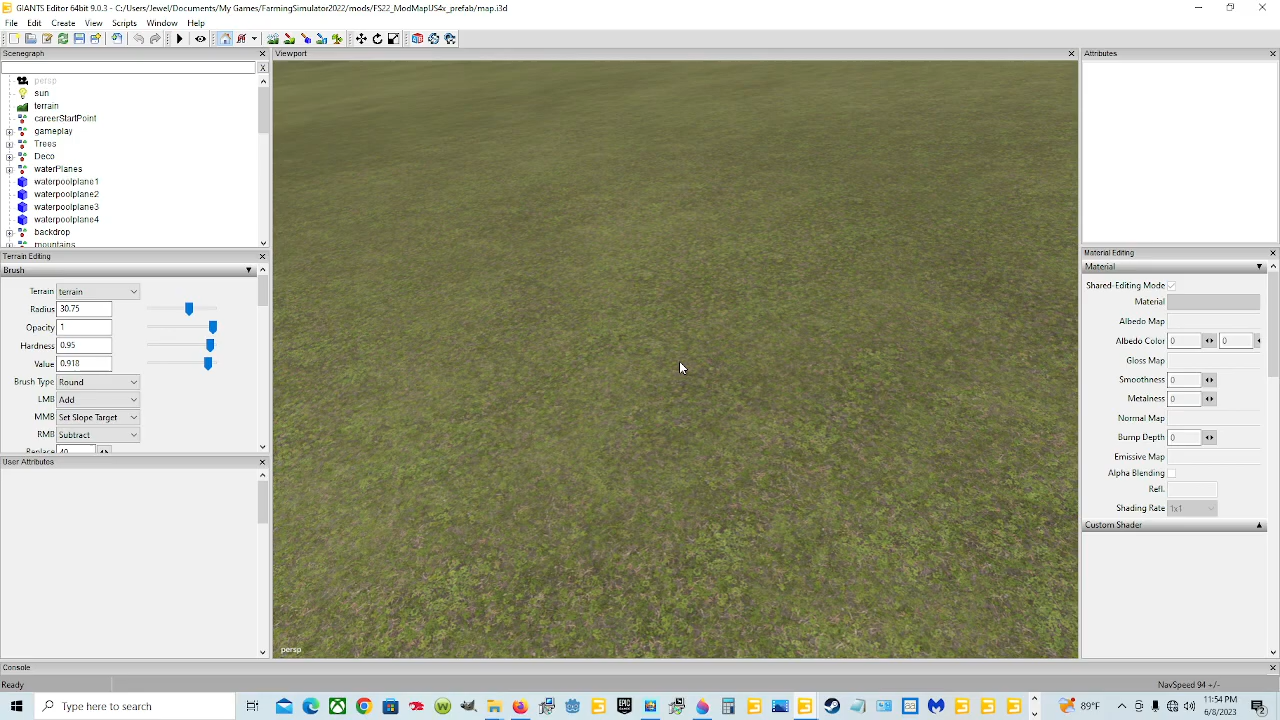 GIANTS Editor 64bit 9.0.3 - C:/Users/Jewel/Documents/My Games/FarmingSimulator2022/mods/FS22_ModMapUS4x_prefab/map.i3d
File Edit Create View Scripts Window Help
Scenegraph
X
persp
sun
terrain
careerStartPoint
gameplay
Trees
Deco
waterPlanes
waterpoolplane1
waterpoolplane2
waterpoolplane3
waterpoolplane4
backdrop
mountains
Terrain Editing
Brush
Terrain terrain
Radius 30.75
Opacity 1
Hardness 0.95
Value 0.918
Brush Type Round
LMB Add
MMB Set Slope Target
RMB Subtract
Replace 40
User Attributes
Viewport
persp
Attributes
Material Editing
Material
Shared-Editing Mode
Material
Albedo Map
Albedo Color 0 0
Gloss Map
Smoothness 0
Metalness 0
Normal Map
Bump Depth 0
Emissive Map
Alpha Blending
Refl.
Shading Rate 1x1
Custom Shader
Console
Ready
NavSpeed 94 +/-
Type here to search
89°F
11:54 PM
6/8/2023
2